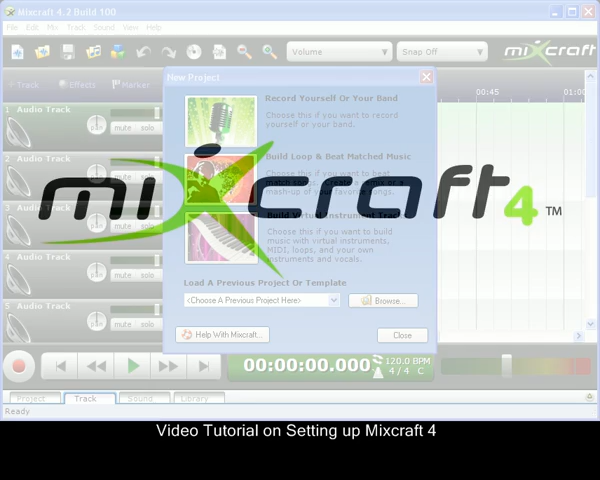 Mixcraft 4.2 Build 100
File Edit Mix Track Sound View Help
Volume
Snap Off
mixcraft
+ Track
Effects
Marker
00:45
01:00
New Project
Record Yourself Or Your Band
Choose this if you want to record
yourself or your band.
Build Loop & Beat Matched Music
Choose this if you want to beat
Build Virtual Instrument Track
Choose this if you want to build
music with virtual instruments,
MIDI, loops, and your own
instruments and vocals.
Load A Previous Project Or Template
<Choose A Previous Project Here>
Browse...
Help With Mixcraft...
Close
1 Audio Track
mute solo
pan
2 Audio Track
mute solo
3 Audio Track
mute solo
4 Audio Track
mute solo
5 Audio Track
mute solo
mixcraft 4 TM
00:00:00.000
120.0 BPM
4 / 4 C
Project Track Sound Library
Ready
Video Tutorial on Setting up Mixcraft 4